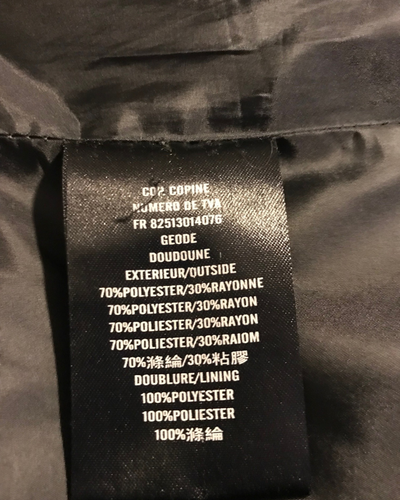 COP. COPINE
NUMERO DE TVA
FR 82513014076
GEODE
DOUDOUNE
EXTERIEUR/OUTSIDE
70%POLYESTER/30%RAYONNE
70%POLYESTER/30%RAYON
70%POLIESTER/30%RAYON
70%POLIESTER/30%RAIOM
70%滌綸/30%粘膠
DOUBLURE/LINING
100%POLYESTER
100%POLIESTER
100%滌綸